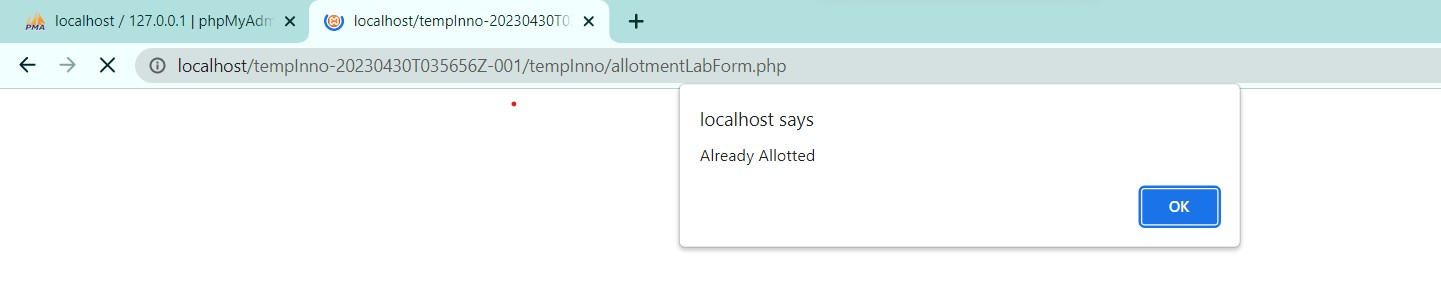 PMA
localhost / 127.0.0.1 | phpMyAdm
localhost/tempInno-20230430T0
localhost/tempInno-20230430T035656Z-001/tempInno/allotmentLabForm.php
localhost says
Already Allotted
OK